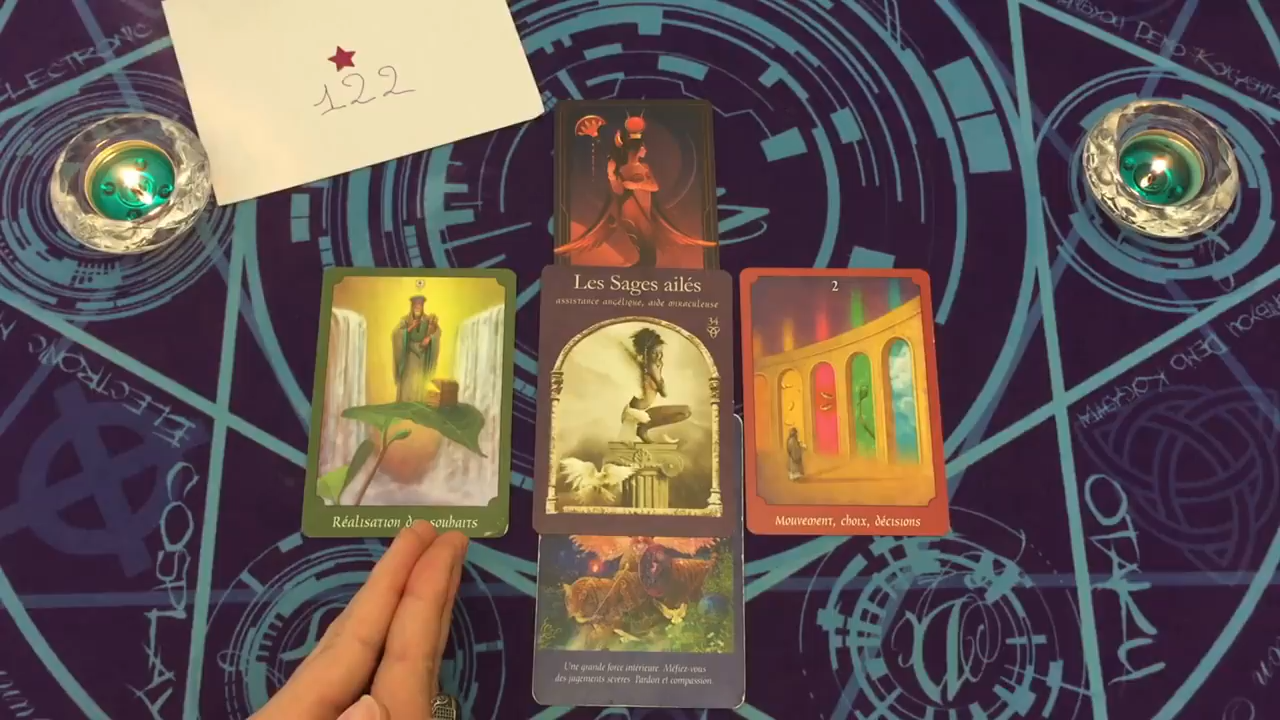 122
Les Sages ailés
assistance angélique, aide miraculeuse
34
2
Réalisation souhaits
Mouvement, choix, décisions
Une grande force intérieure. Méfiez-vous
des jugements sévères. Pardon et compassion.
ELECTRONIC
ELECTRONIC
COSPLAY
OTAKU